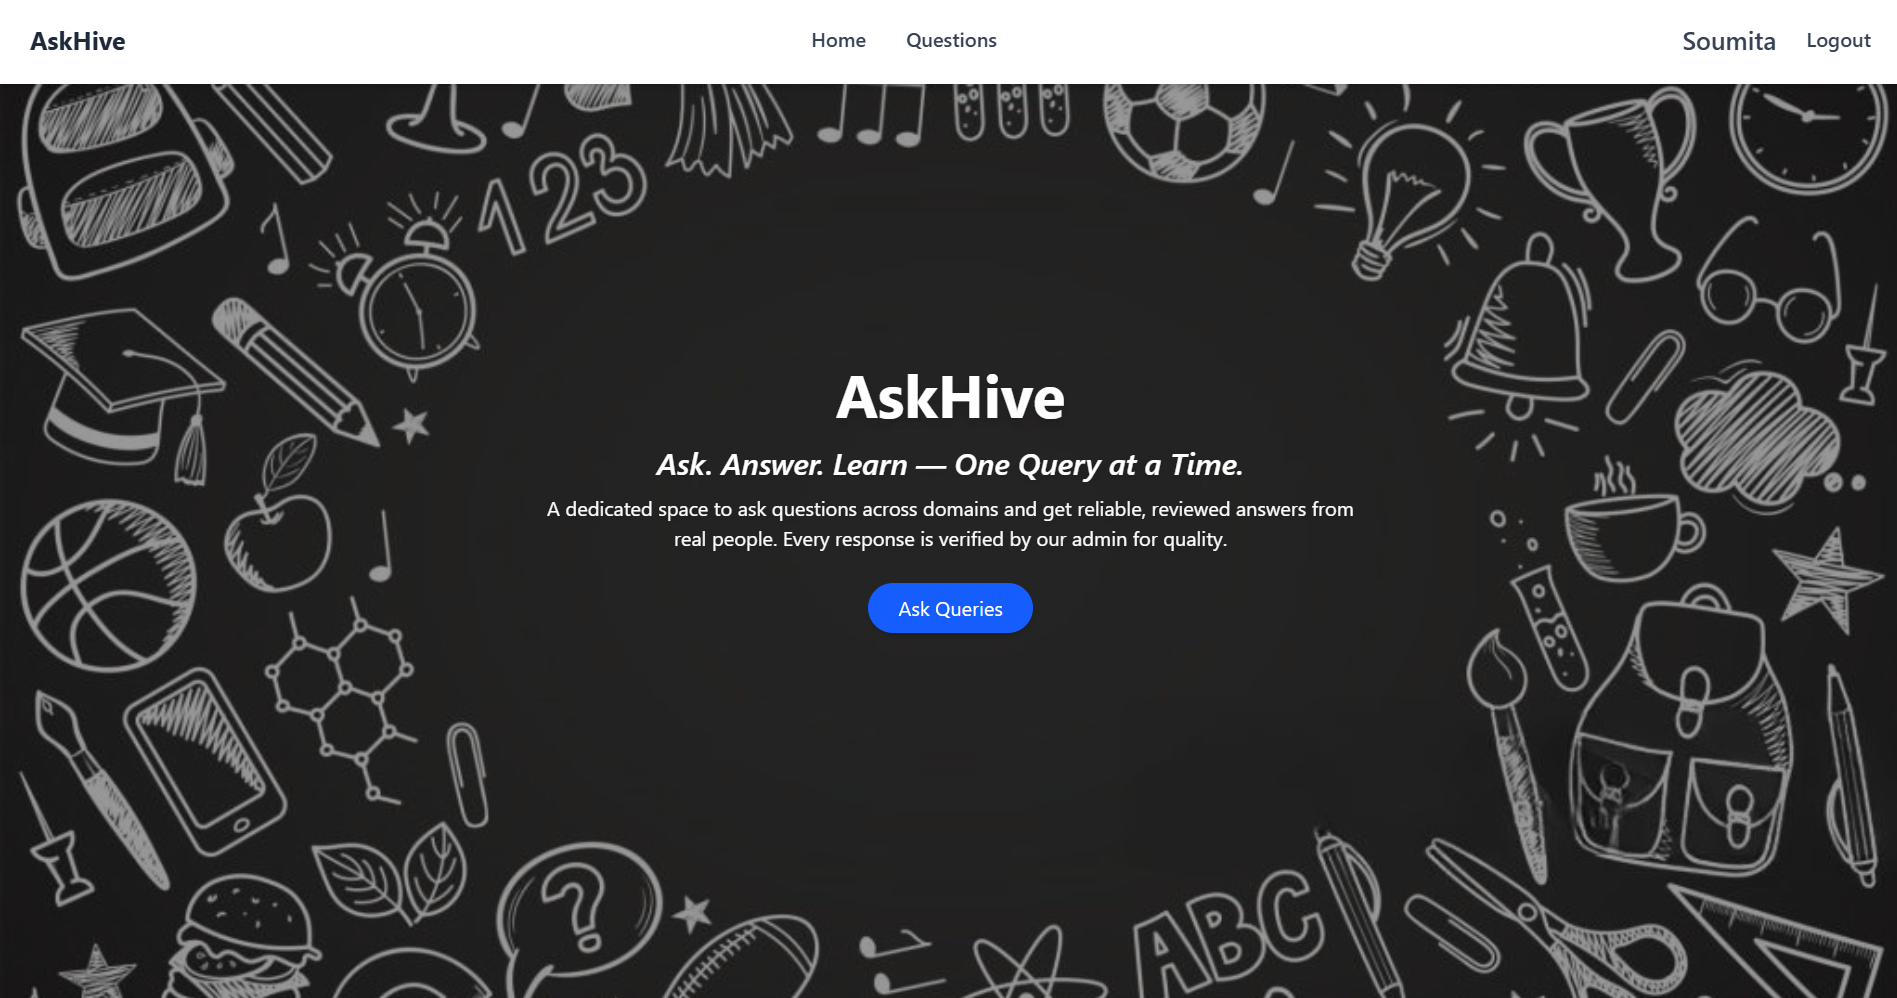 AskHive
Home Questions
Soumita Logout
123
AskHive
Ask. Answer. Learn — One Query at a Time.
A dedicated space to ask questions across domains and get reliable, reviewed answers from
real people. Every response is verified by our admin for quality.
Ask Queries
?
ABC